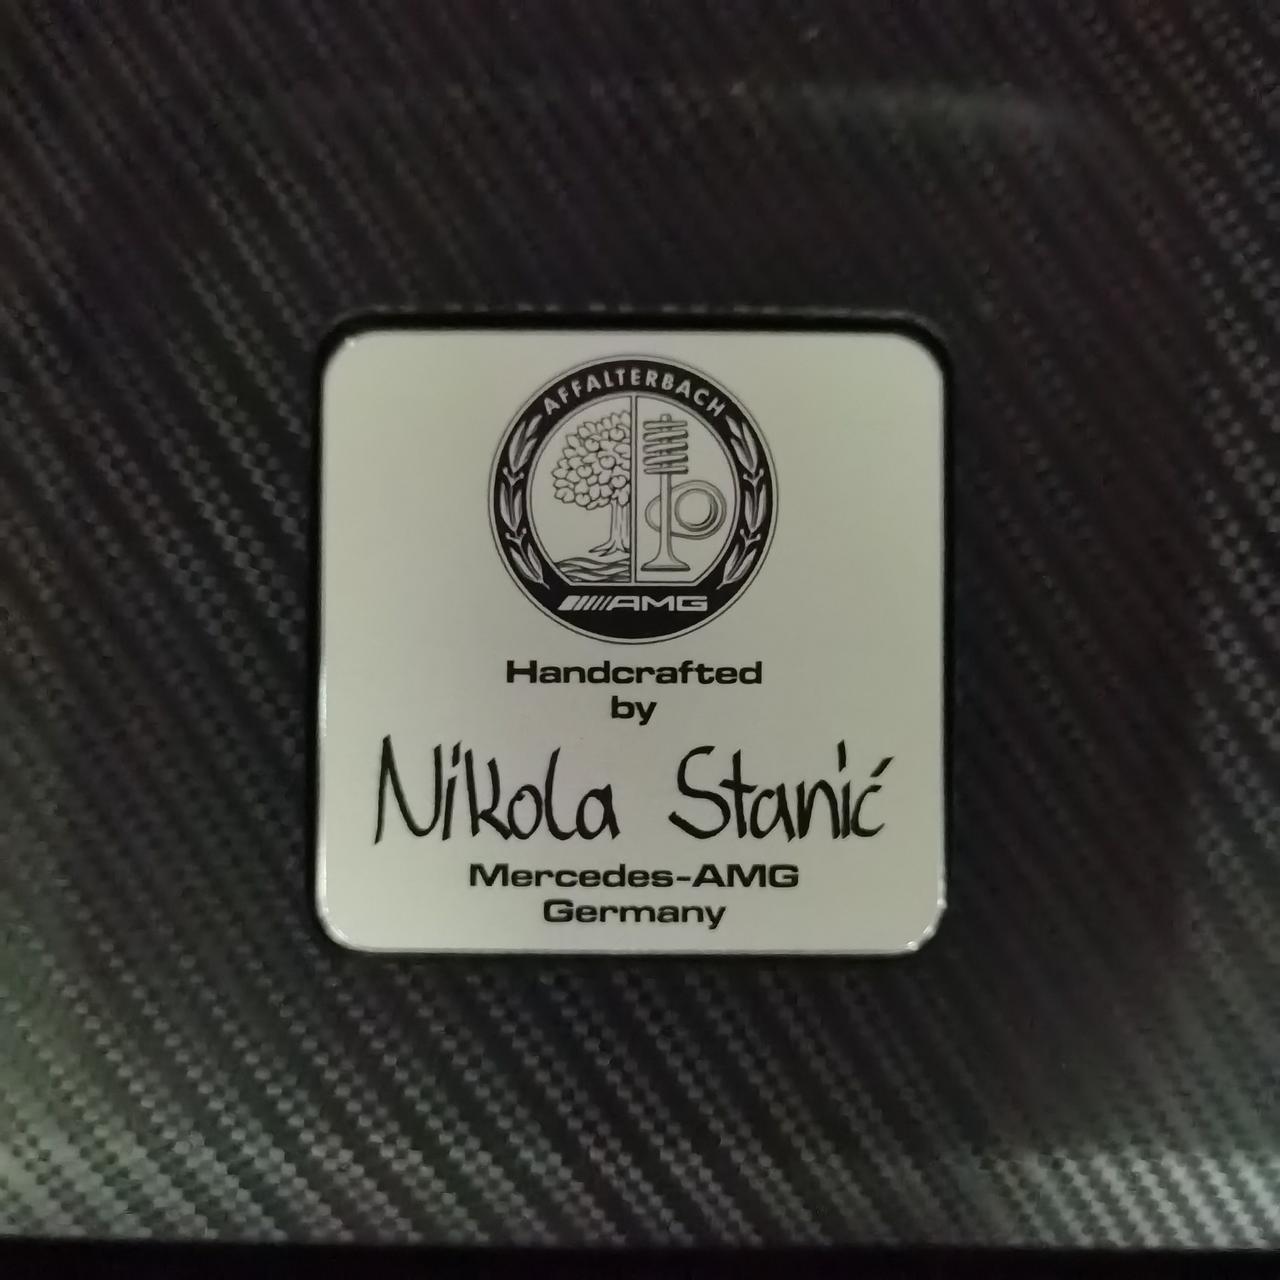 AFFALTERBACH
AMG
Handcrafted
by
Nikola Stanić
Mercedes-AMG
Germany